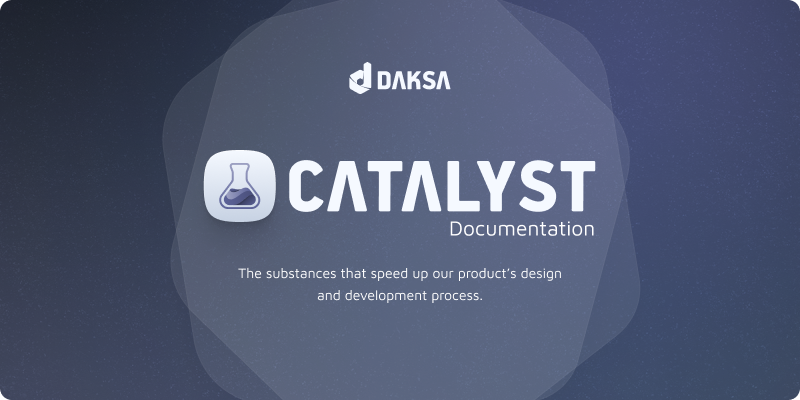 DAKSA
CATALYST
Documentation
The substances that speed up our product’s design
and development process.